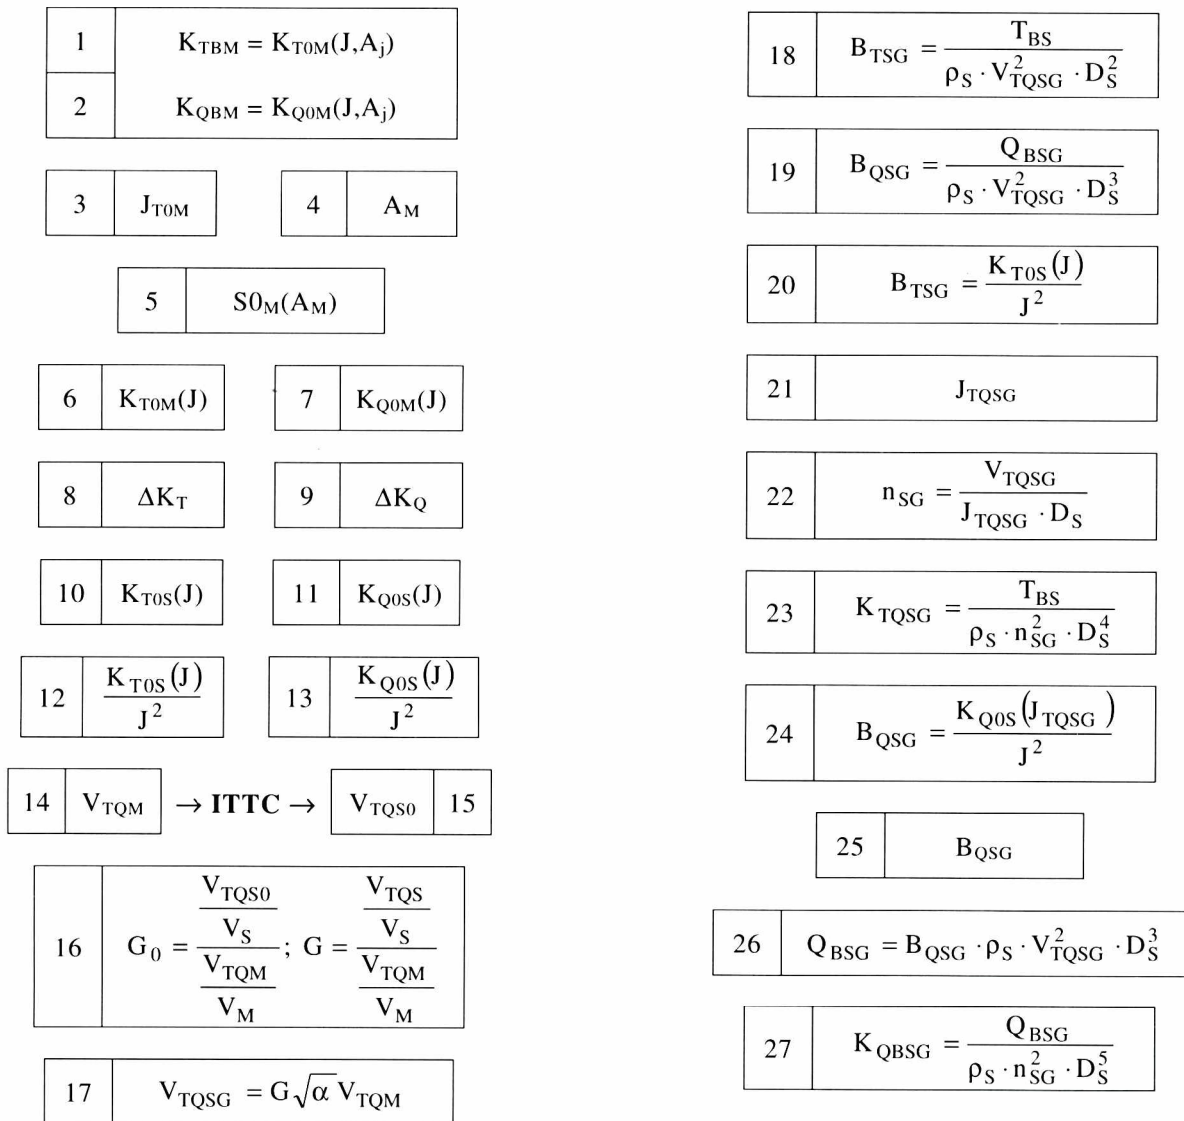 1 K_TBM = K_T0M(J,A_j)
2 K_QBM = K_Q0M(J,A_j)
3 J_T0M
4 A_M
5 S0_M(A_M)
6 K_T0M(J)
7 K_Q0M(J)
8 ΔK_T
9 ΔK_Q
10 K_T0S(J)
11 K_Q0S(J)
12 K_T0S(J) / J^2
13 K_Q0S(J) / J^2
14 V_TQM → ITTC → V_TQS0 15
16 G_0 = (V_TQS0 / V_S) / (V_TQM / V_M) ; G = (V_TQS / V_S) / (V_TQM / V_M)
17 V_TQSG = G√α V_TQM
18 B_TSG = T_BS / (ρ_S · V_TQSG^2 · D_S^2)
19 B_QSG = Q_BSG / (ρ_S · V_TQSG^2 · D_S^3)
20 B_TSG = K_T0S(J) / J^2
21 J_TQSG
22 n_SG = V_TQSG / (J_TQSG · D_S)
23 K_TQSG = T_BS / (ρ_S · n_SG^2 · D_S^4)
24 B_QSG = K_Q0S(J_TQSG) / J^2
25 B_QSG
26 Q_BSG = B_QSG · ρ_S · V_TQSG^2 · D_S^3
27 K_QBSG = Q_BSG / (ρ_S · n_SG^2 · D_S^5)